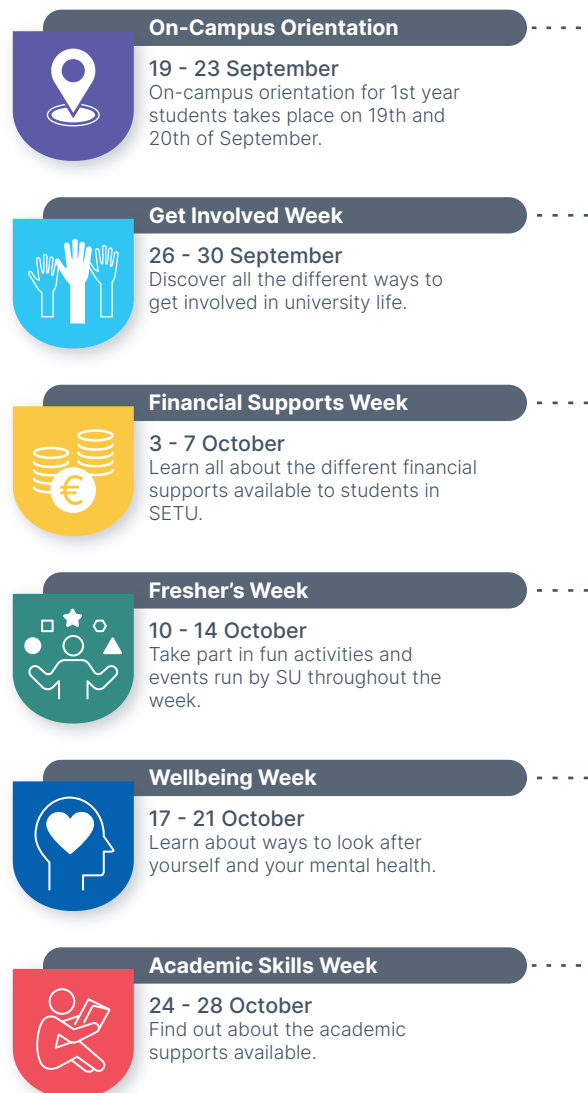 On-Campus Orientation
19 - 23 September
On-campus orientation for 1st year
students takes place on 19th and
20th of September.
Get Involved Week
26 - 30 September
Discover all the different ways to
get involved in university life.
Financial Supports Week
3 - 7 October
Learn all about the different financial
supports available to students in
SETU.
Fresher's Week
10 - 14 October
Take part in fun activities and
events run by SU throughout the
week.
Wellbeing Week
17 - 21 October
Learn about ways to look after
yourself and your mental health.
Academic Skills Week
24 - 28 October
Find out about the academic
supports available.